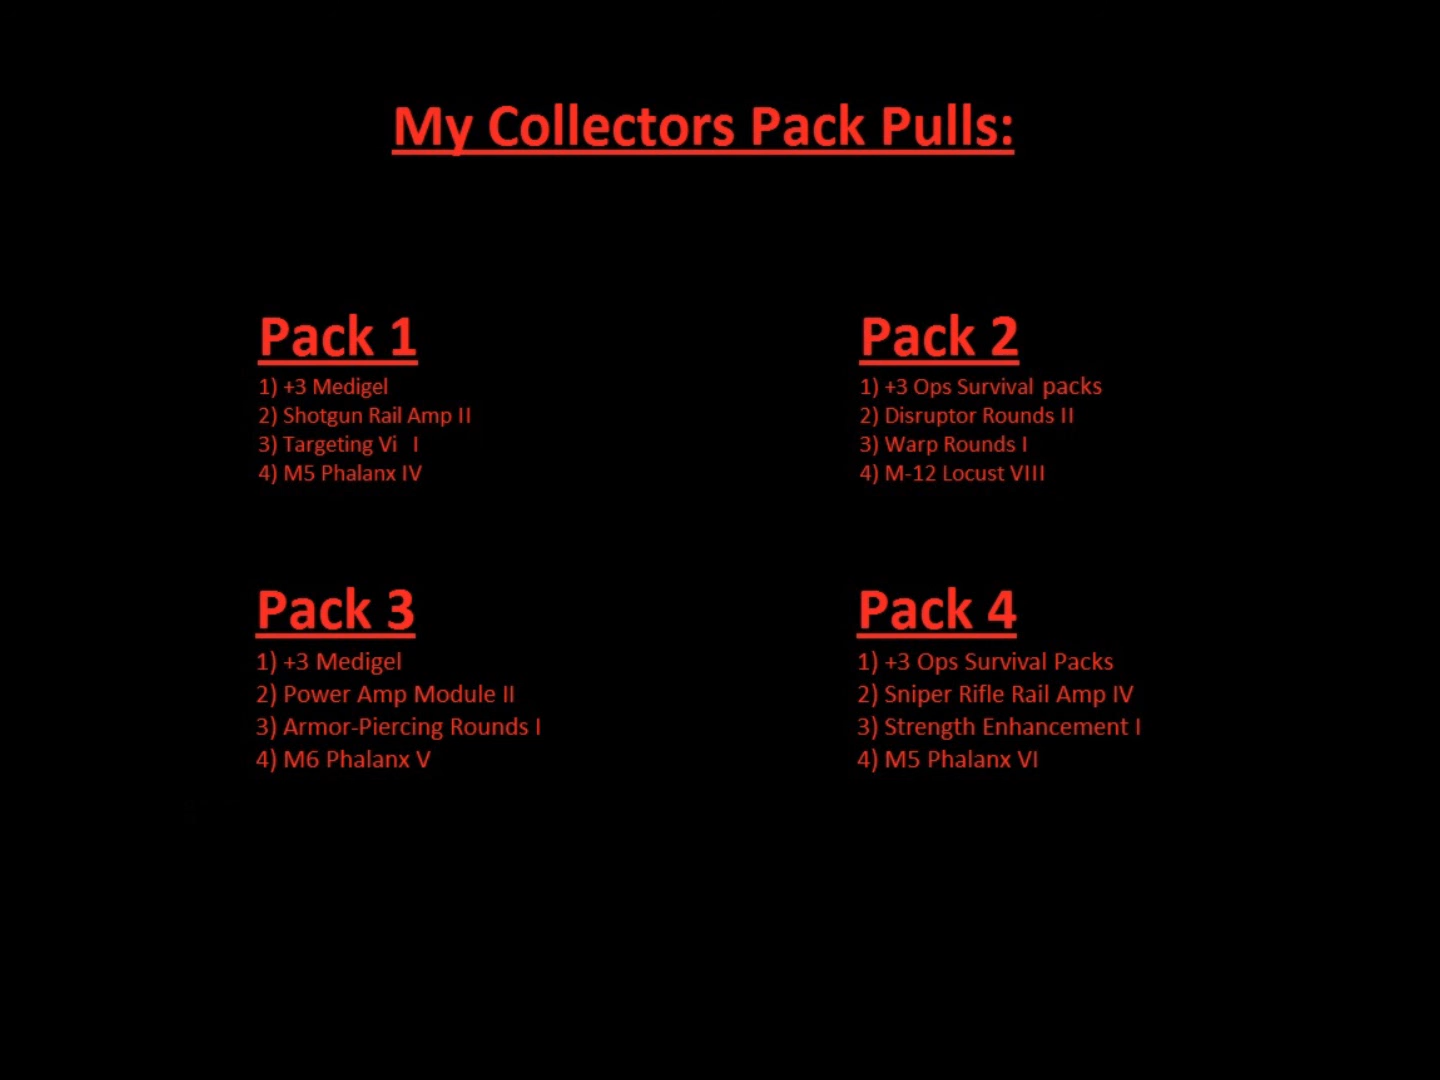 My Collectors Pack Pulls:
Pack 1
1) +3 Medigel
2) Shotgun Rail Amp II
3) Targeting Vi I
4) M5 Phalanx IV
Pack 2
1) +3 Ops Survival packs
2) Disruptor Rounds II
3) Warp Rounds I
4) M-12 Locust VIII
Pack 3
1) +3 Medigel
2) Power Amp Module II
3) Armor-Piercing Rounds I
4) M6 Phalanx V
Pack 4
1) +3 Ops Survival Packs
2) Sniper Rifle Rail Amp IV
3) Strength Enhancement I
4) M5 Phalanx VI